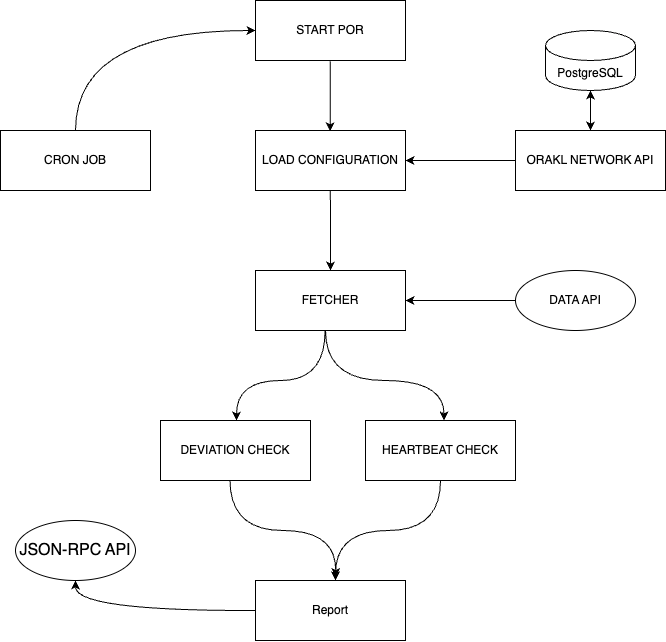 START POR
PostgreSQL
CRON JOB
LOAD CONFIGURATION
ORAKL NETWORK API
FETCHER
DATA API
DEVIATION CHECK
HEARTBEAT CHECK
JSON-RPC API
Report